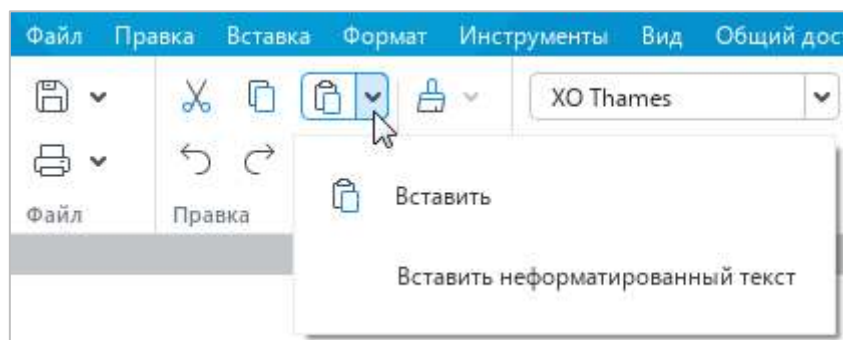 Файл Правка Вставка Формат Инструменты Вид Общий дос
XO Thames
Файл Правка
Вставить
Вставить неформатированный текст